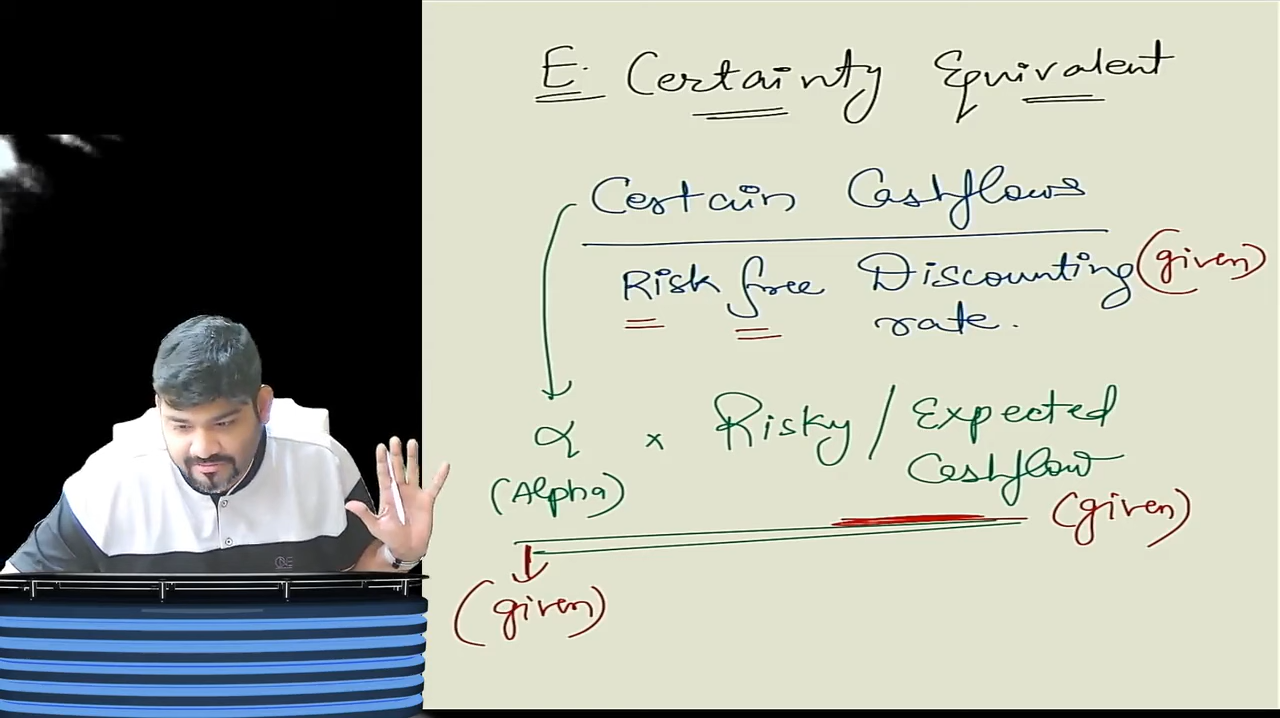 E. Certainty Equivalent
Certain Cashflows
Risk free Discounting (given)
rate.
α × Risky / Expected
Cashflow
(Alpha)
(given)
(given)